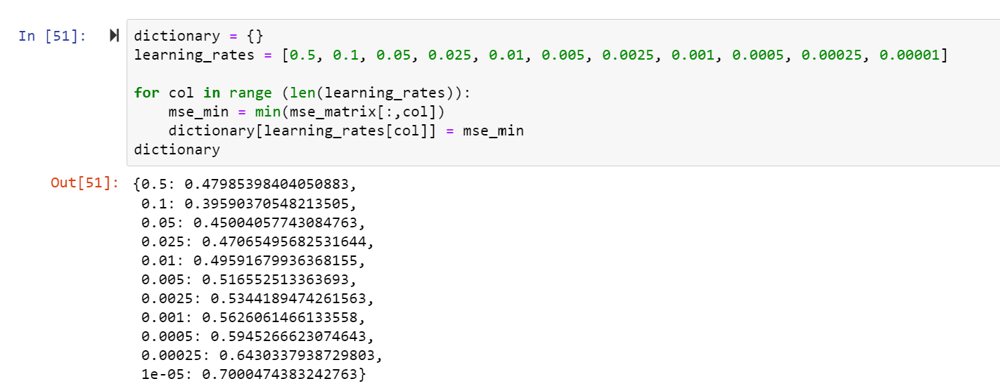 In [51]:
dictionary = {}
learning_rates = [0.5, 0.1, 0.05, 0.025, 0.01, 0.005, 0.0025, 0.001, 0.0005, 0.00025, 0.00001]

for col in range (len(learning_rates)):
    mse_min = min(mse_matrix[:,col])
    dictionary[learning_rates[col]] = mse_min
dictionary
Out[51]:
{0.5: 0.47985398404050883,
 0.1: 0.39590370548213505,
 0.05: 0.45004057743084763,
 0.025: 0.47065495682531644,
 0.01: 0.49591679936368155,
 0.005: 0.516552513363693,
 0.0025: 0.5344189474261563,
 0.001: 0.5626061466133558,
 0.0005: 0.5945266623074643,
 0.00025: 0.6430337938729803,
 1e-05: 0.7000474383242763}